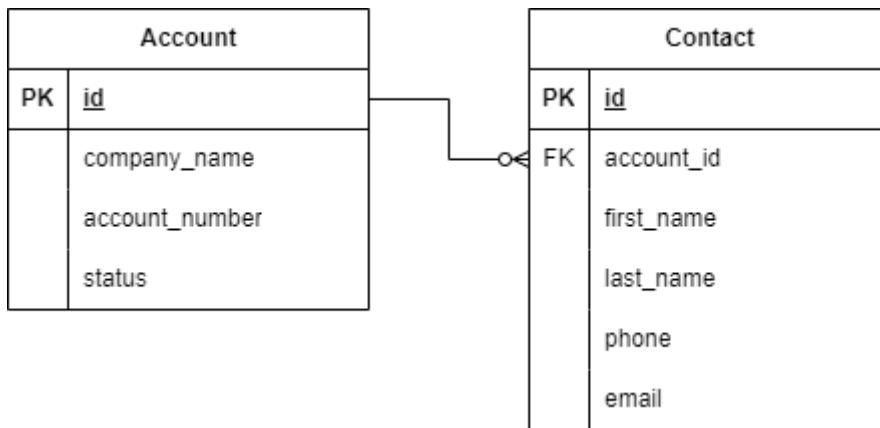 Account
PK id
company_name
account_number
status
Contact
PK id
FK account_id
first_name
last_name
phone
email